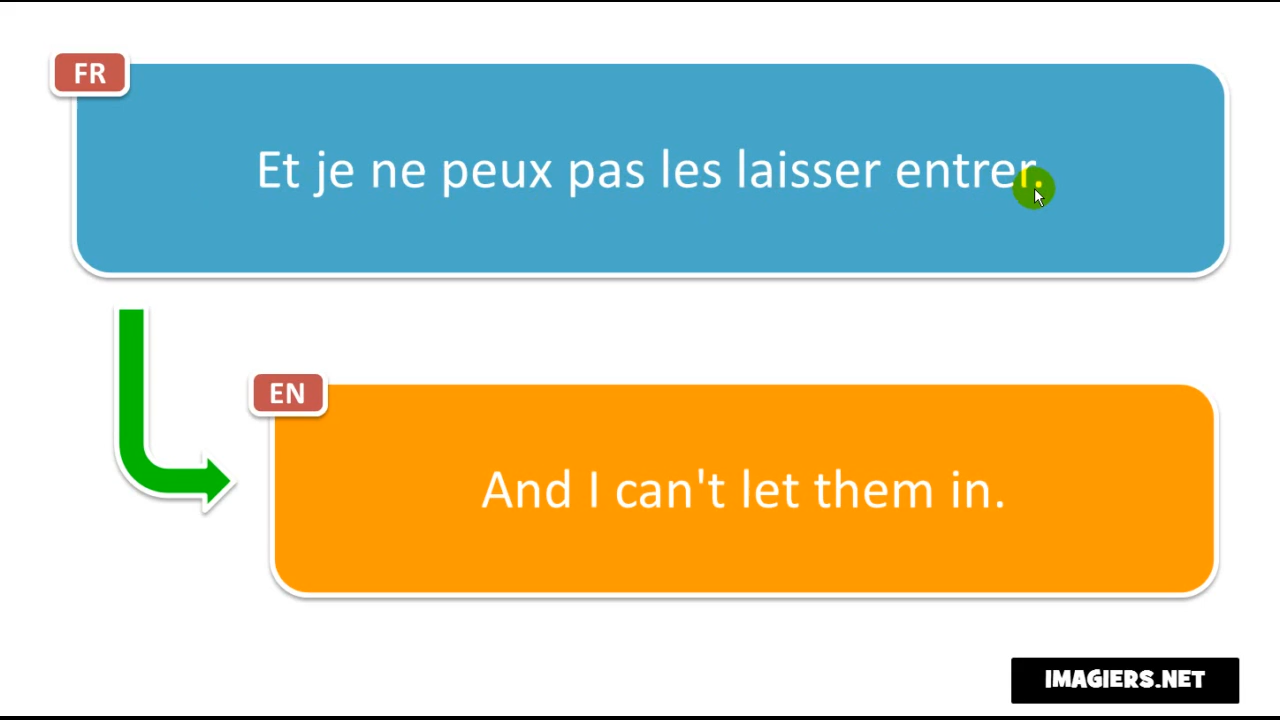 FR
Et je ne peux pas les laisser entrer.
EN
And I can't let them in.
IMAGIERS.NET